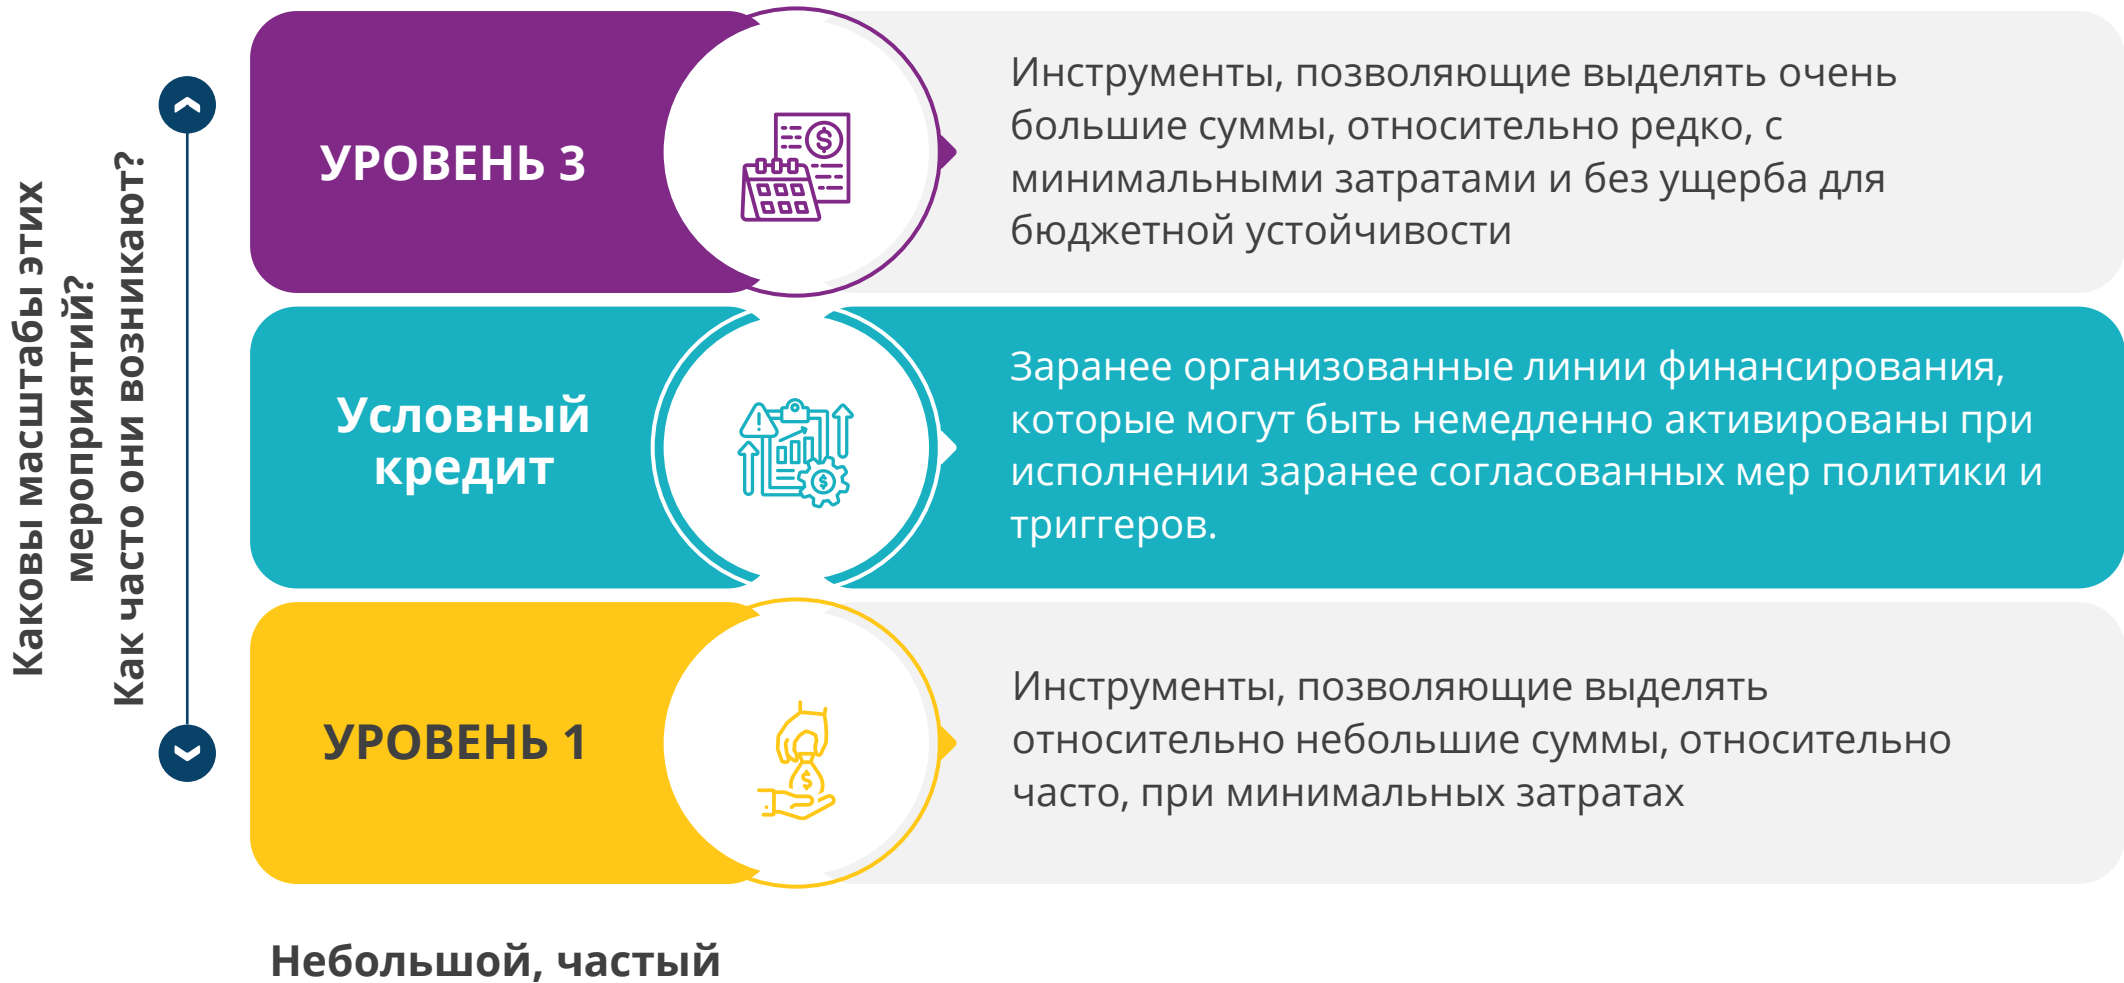 Каковы масштабы этих
мероприятий?
Как часто они возникают?
УРОВЕНЬ 3
Инструменты, позволяющие выделять очень
большие суммы, относительно редко, с
минимальными затратами и без ущерба для
бюджетной устойчивости
Условный
кредит
Заранее организованные линии финансирования,
которые могут быть немедленно активированы при
исполнении заранее согласованных мер политики и
триггеров.
УРОВЕНЬ 1
Инструменты, позволяющие выделять
относительно небольшие суммы, относительно
часто, при минимальных затратах
Небольшой, частый